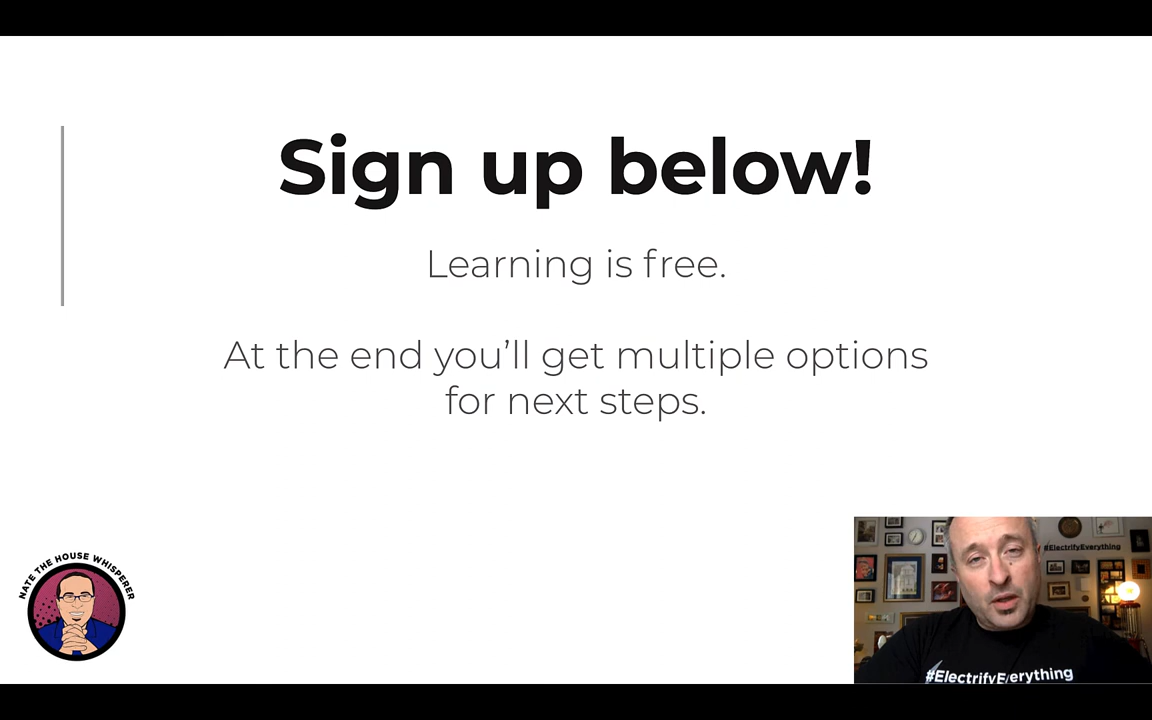 Sign up below!
Learning is free.
At the end you’ll get multiple options
for next steps.
NATE THE HOUSE WHISPERER
#ElectrifyEverything
#ElectrifyEverything